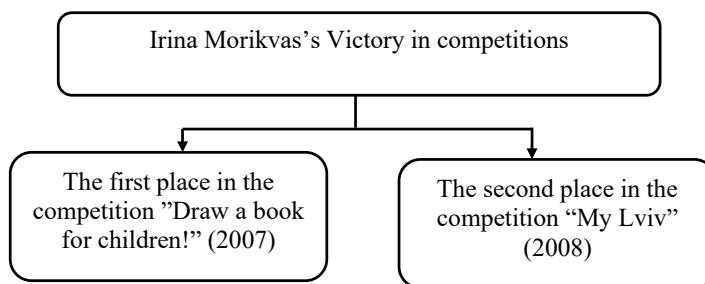 Irina Morikvas’s Victory in competitions
The first place in the
competition ”Draw a book
for children!” (2007)
The second place in the
competition “My Lviv”
(2008)